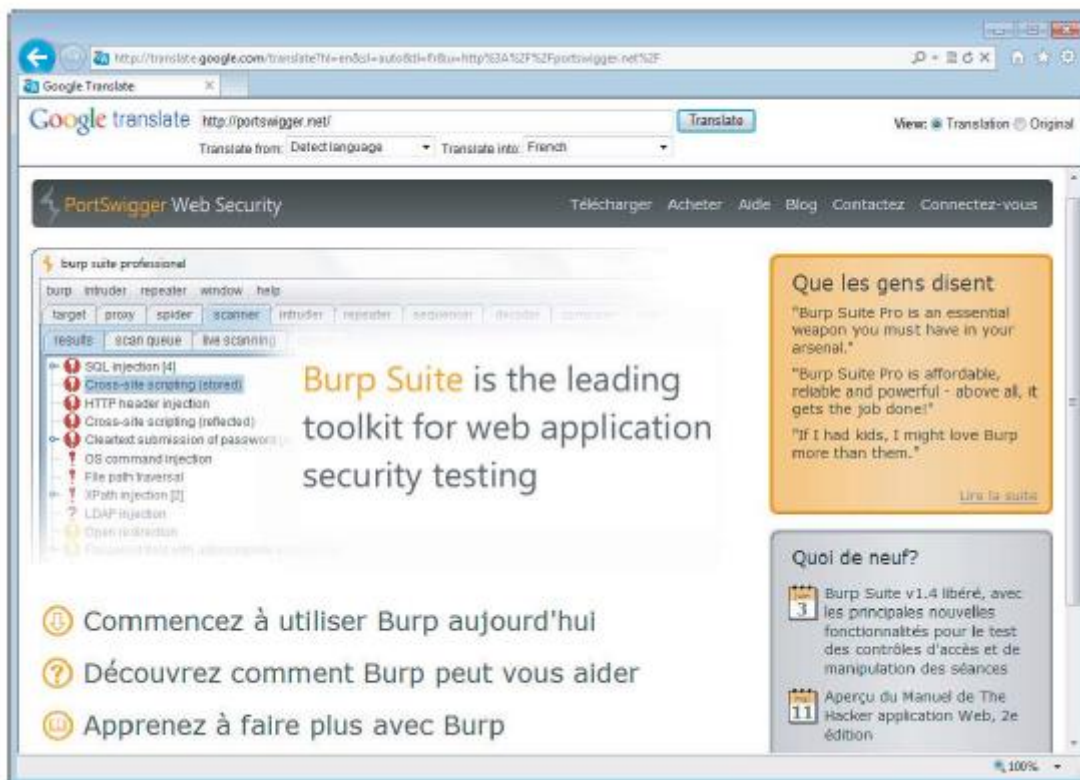 http://translate.google.com/translate?hl=en&sl=auto&tl=fr&u=http%3A%2F%2Fportswigger.net%2F
Google Translate
Google translate
http://portswigger.net/
Translate
View: Translation Original
Translate from: Detect language Translate into: French
PortSwigger Web Security
Télécharger Acheter Aide Blog Contactez Connectez-vous
burp suite professional
burp intruder repeater window help
target proxy spider scanner intruder repeater sequencer decoder comparer
results scan queue live scanning
SQL injection [4]
Cross-site scripting (stored)
HTTP header injection
Cross-site scripting (reflected)
Cleartext submission of password
OS command injection
File path traversal
XPath injection [2]
LDAP injection
Open redirection
Burp Suite is the leading
toolkit for web application
security testing
Commencez à utiliser Burp aujourd'hui
Découvrez comment Burp peut vous aider
Apprenez à faire plus avec Burp
Que les gens disent
"Burp Suite Pro is an essential
weapon you must have in your
arsenal."
"Burp Suite Pro is affordable,
reliable and powerful - above all, it
gets the job done!"
"If I had kids, I might love Burp
more than them."
Lire la suite
Quoi de neuf?
3
Burp Suite v1.4 libéré, avec
les principales nouvelles
fonctionnalités pour le test
des contrôles d'accès et de
manipulation des séances
11
Aperçu du Manuel de The
Hacker application Web, 2e
édition
100%